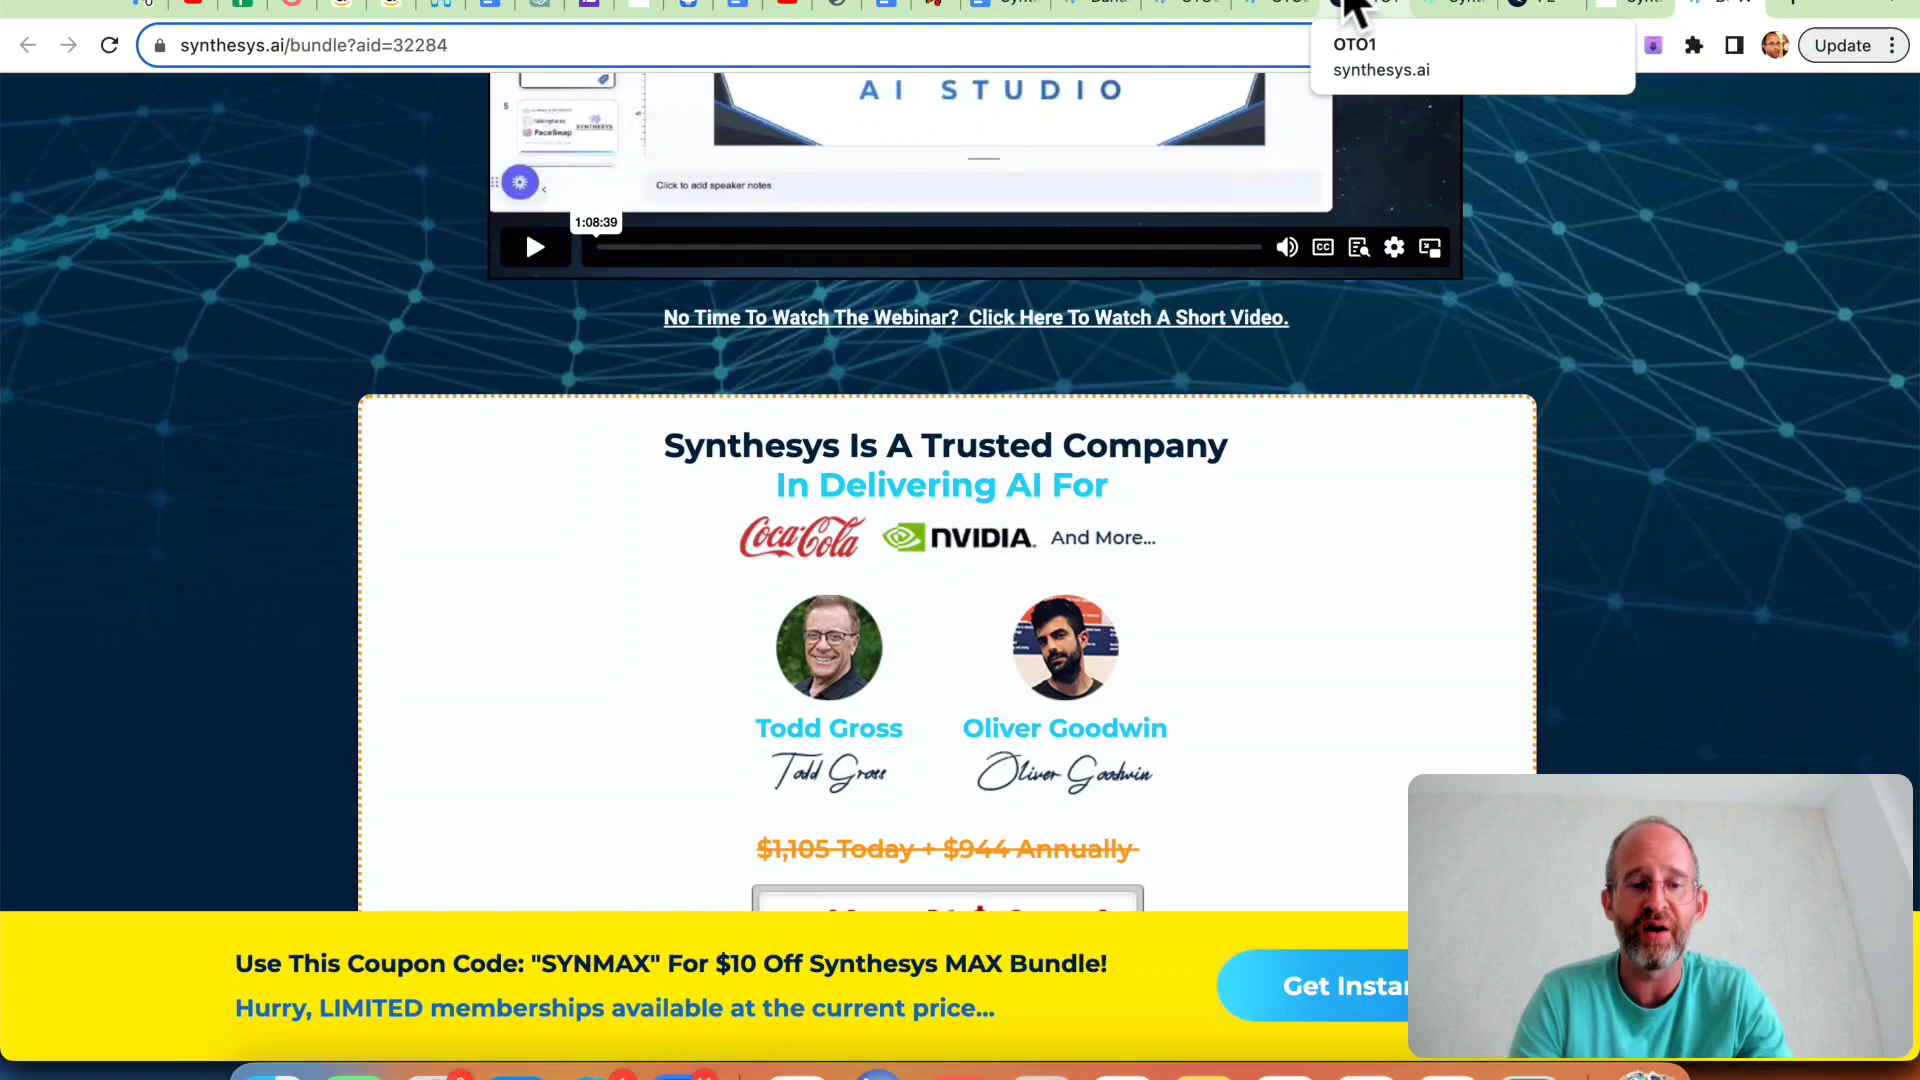 synthesys.ai/bundle?aid=32284
Update
OTO1
synthesys.ai
AI STUDIO
5
FaceSwap
SYNTHESYS
Click to add speaker notes
1:08:39
CC
No Time To Watch The Webinar? Click Here To Watch A Short Video.
Synthesys Is A Trusted Company
In Delivering AI For
Coca-Cola NVIDIA. And More...
Todd Gross Oliver Goodwin
Todd Gross Oliver Goodwin
$1,105 Today + $944 Annually
Use This Coupon Code: "SYNMAX" For $10 Off Synthesys MAX Bundle!
Hurry, LIMITED memberships available at the current price...
Get Instan